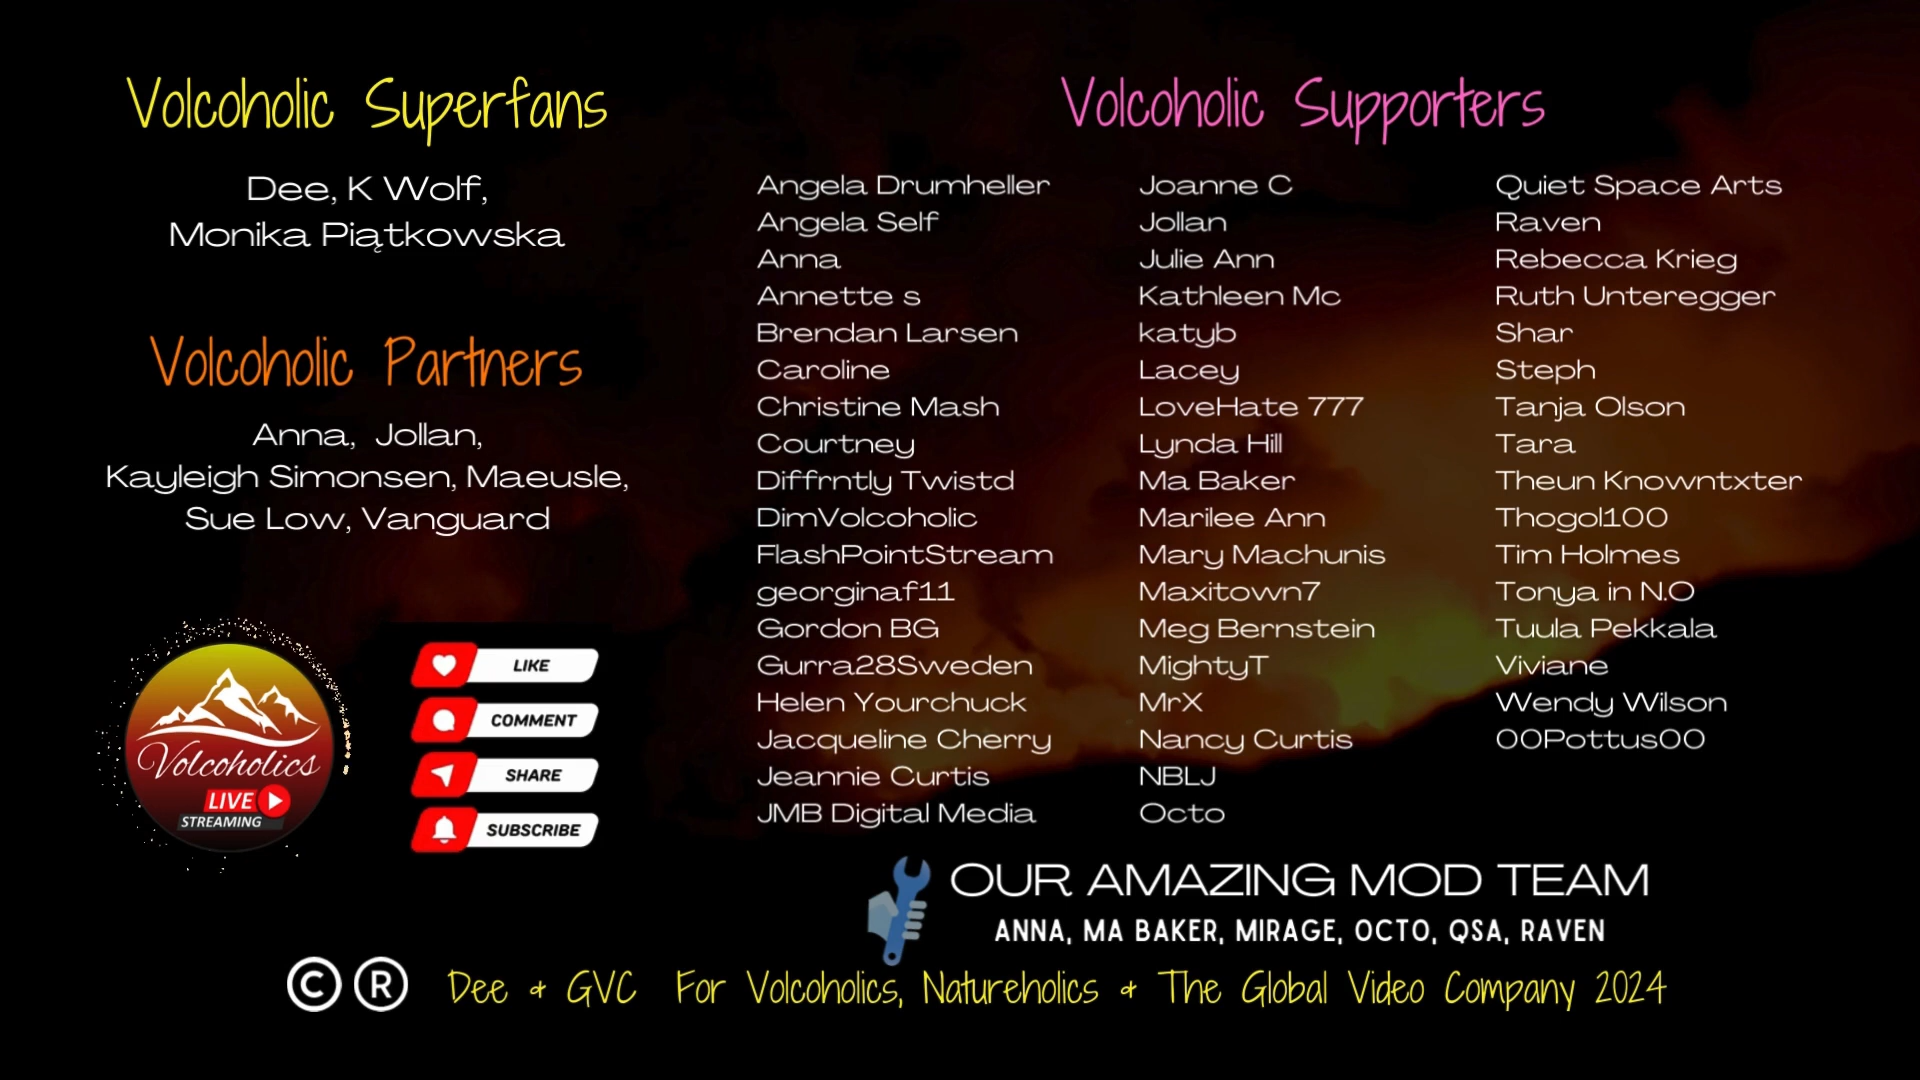 Volcoholic Superfans
Dee, K Wolf,
Monika Piątkowska
Volcoholic Partners
Anna, Jollan,
Kayleigh Simonsen, Maeusle,
Sue Low, Vanguard
Volcoholics
LIVE
STREAMING
LIKE
COMMENT
SHARE
SUBSCRIBE
Volcoholic Supporters
Angela Drumheller
Angela Self
Anna
Annette s
Brendan Larsen
Caroline
Christine Mash
Courtney
Diffrntly Twistd
DimVolcoholic
FlashPointStream
georginaf11
Gordon BG
Gurra28Sweden
Helen Yourchuck
Jacqueline Cherry
Jeannie Curtis
JMB Digital Media
Joanne C
Jollan
Julie Ann
Kathleen Mc
katyb
Lacey
LoveHate 777
Lynda Hill
Ma Baker
Marilee Ann
Mary Machunis
Maxitown7
Meg Bernstein
MightyT
MrX
Nancy Curtis
NBLJ
Octo
Quiet Space Arts
Raven
Rebecca Krieg
Ruth Unteregger
Shar
Steph
Tanja Olson
Tara
Theun Knowntxter
Thogol100
Tim Holmes
Tonya in N.O
Tuula Pekkala
Viviane
Wendy Wilson
00Pottus00
OUR AMAZING MOD TEAM
ANNA, MA BAKER, MIRAGE, OCTO, QSA, RAVEN
© ® Dee & GVC For Volcoholics, Natureholics & The Global Video Company 2024